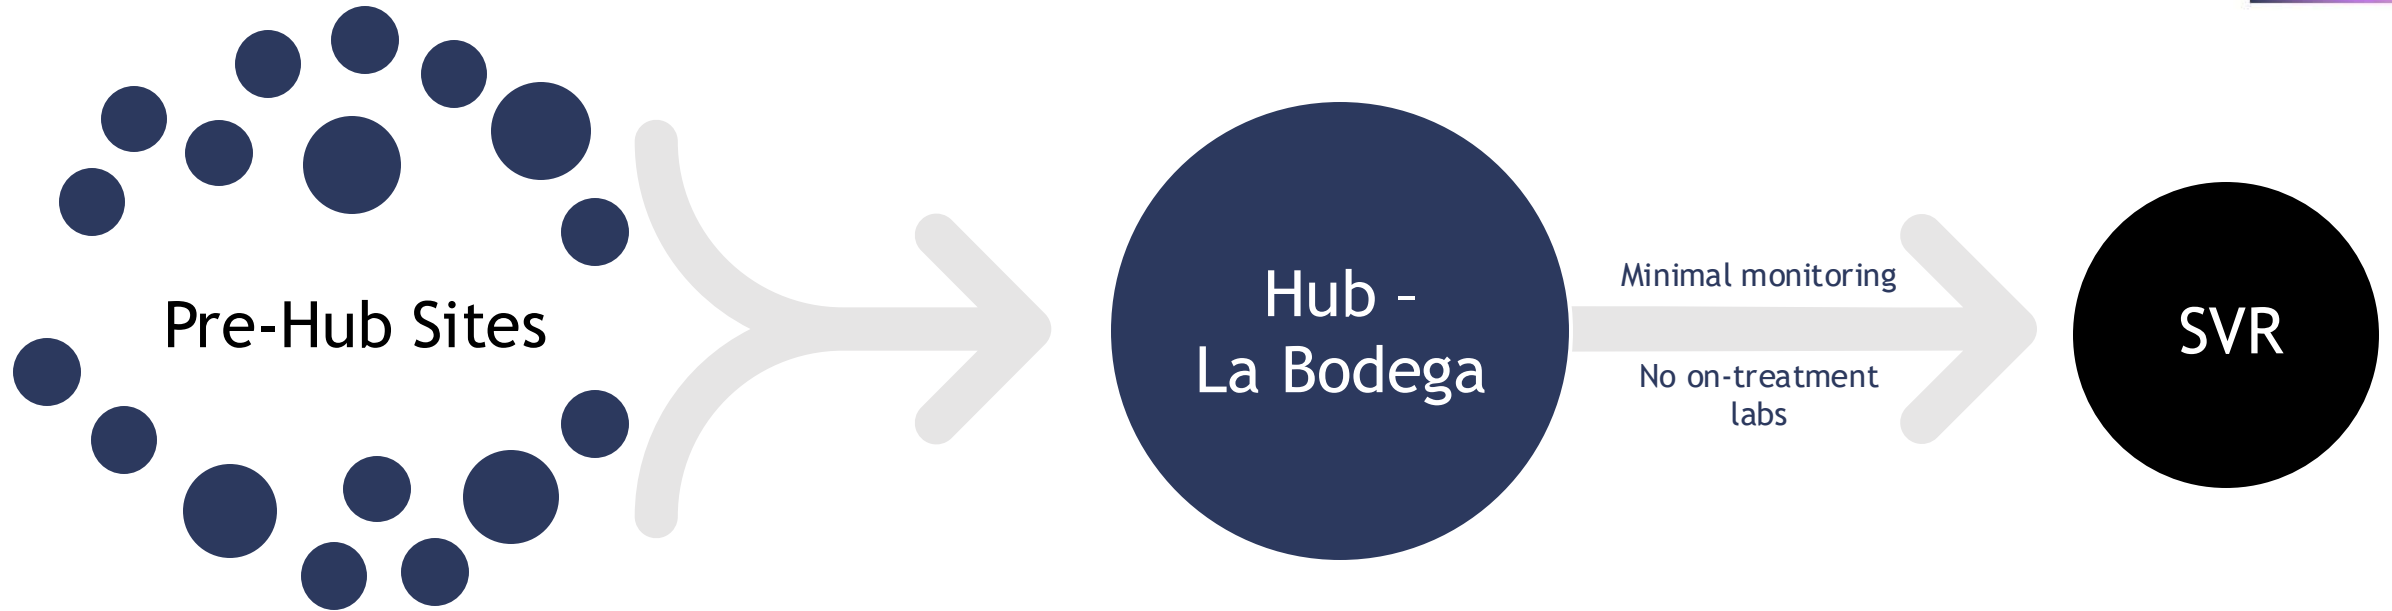 Pre-Hub Sites
Hub –
La Bodega
Minimal monitoring
No on-treatment
labs
SVR